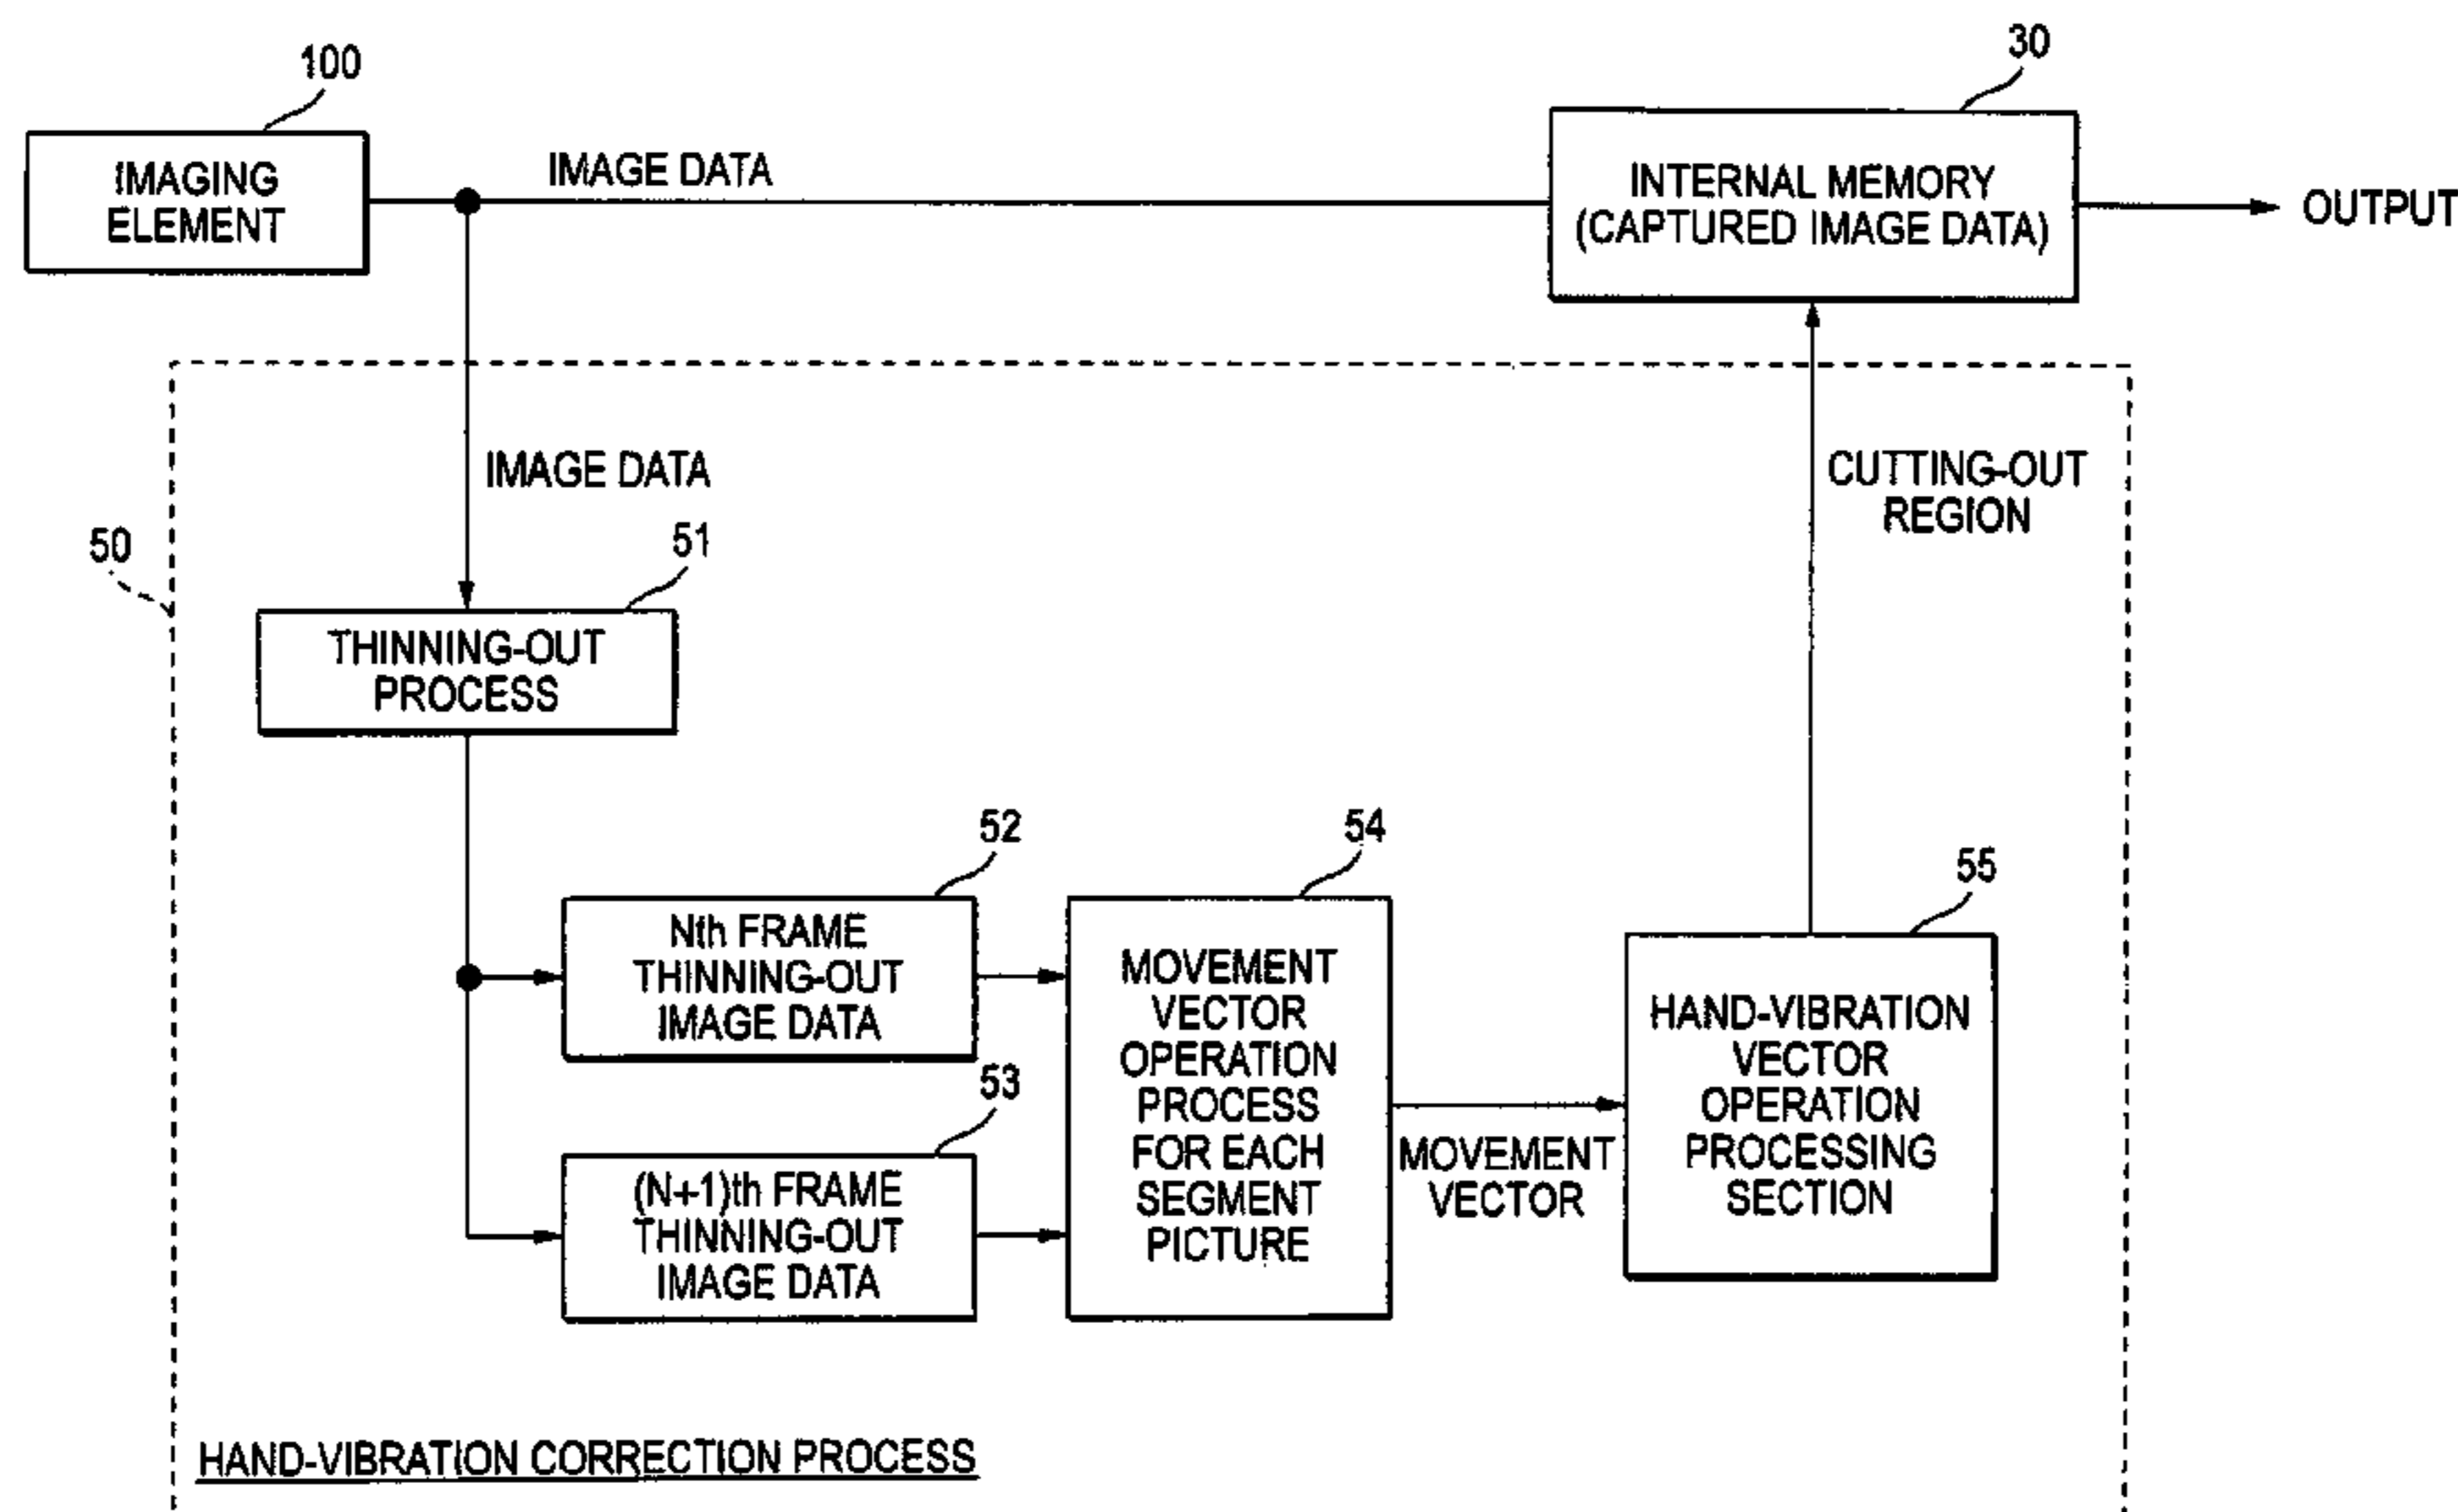 100
IMAGING
ELEMENT
IMAGE DATA
30
INTERNAL MEMORY
(CAPTURED IMAGE DATA)
OUTPUT
IMAGE DATA
CUTTING-OUT
REGION
50
51
THINNING-OUT
PROCESS
52
Nth FRAME
THINNING-OUT
IMAGE DATA
53
(N+1)th FRAME
THINNING-OUT
IMAGE DATA
54
MOVEMENT
VECTOR
OPERATION
PROCESS
FOR EACH
SEGMENT
PICTURE
MOVEMENT
VECTOR
55
HAND-VIBRATION
VECTOR
OPERATION
PROCESSING
SECTION
HAND-VIBRATION CORRECTION PROCESS